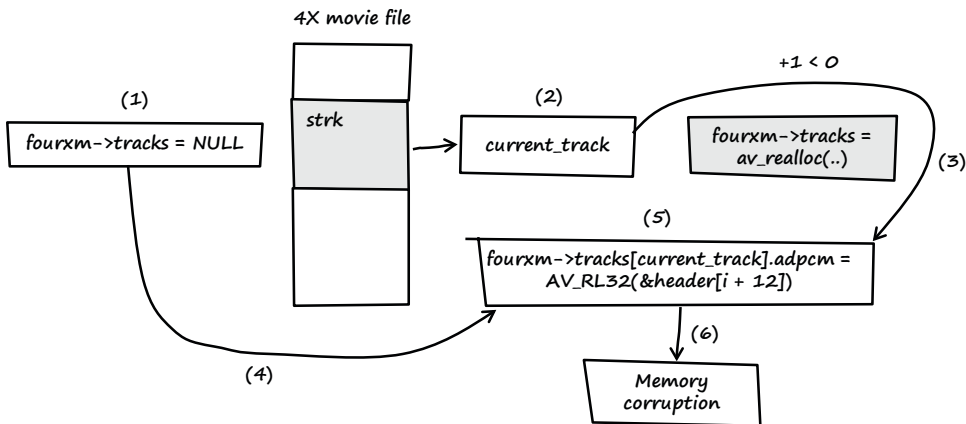 4X movie file
+1 < 0
(1)
(2)
strk
fourxm->tracks = NULL
current_track
fourxm->tracks =
av_realloc(..)
(3)
(5)
fourxm->tracks[current_track].adpcm =
AV_RL32(&header[i + 12])
(4)
(6)
Memory
corruption